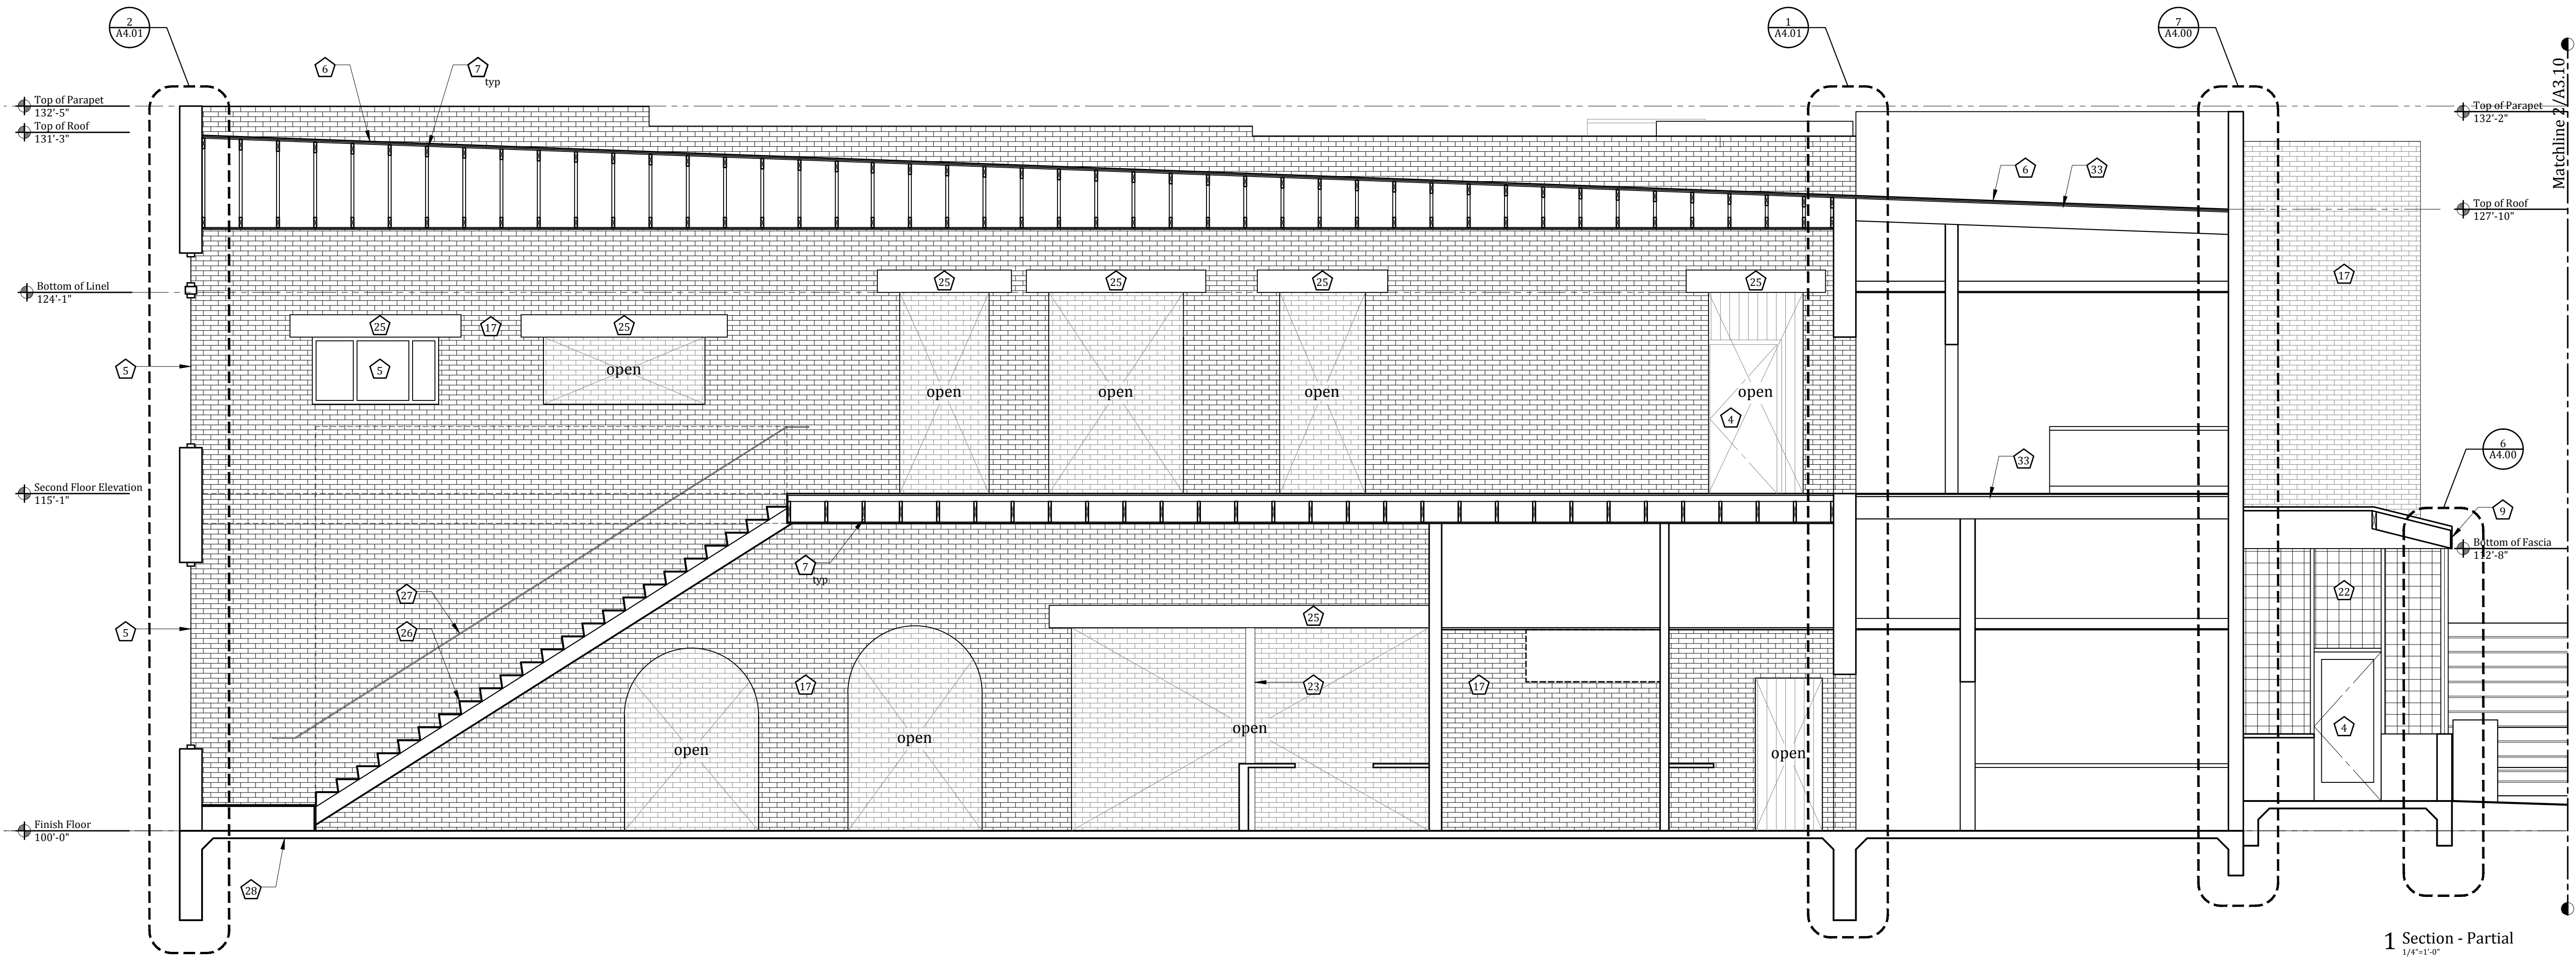 2
A4.01
1
A4.01
7
A4.00
6
7
typ
Matchline 2/A3.10
Top of Parapet
132'-5"
Top of Roof
131'-3"
Top of Parapet
132'-2"
6
33
Top of Roof
127'-10"
17
Bottom of Linel
124'-1"
25
25
25
25
25
17
25
5
5
open
open
open
open
open
4
6
A4.00
33
Second Floor Elevation
115'-1"
9
Bottom of Fascia
112'-8"
7
typ
27
22
25
5
26
17
23
17
open
open
open
open
4
Finish Floor
100'-0"
28
1 Section - Partial
1/4"=1'-0"